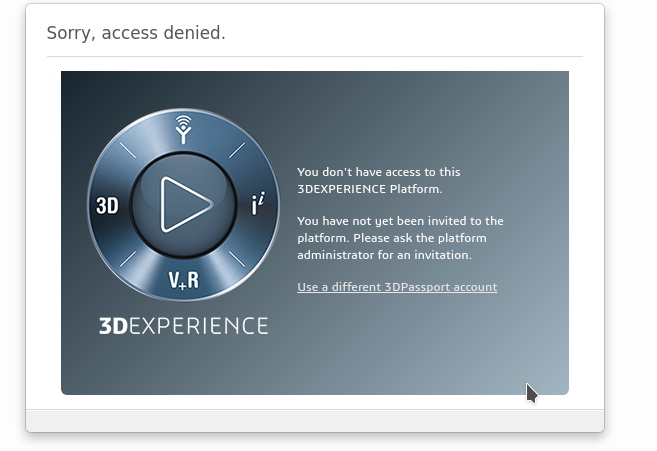 Sorry, access denied.
3D
i i
V+R
3DEXPERIENCE
You don't have access to this
3DEXPERIENCE Platform.
You have not yet been invited to the
platform. Please ask the platform
administrator for an invitation.
Use a different 3DPassport account